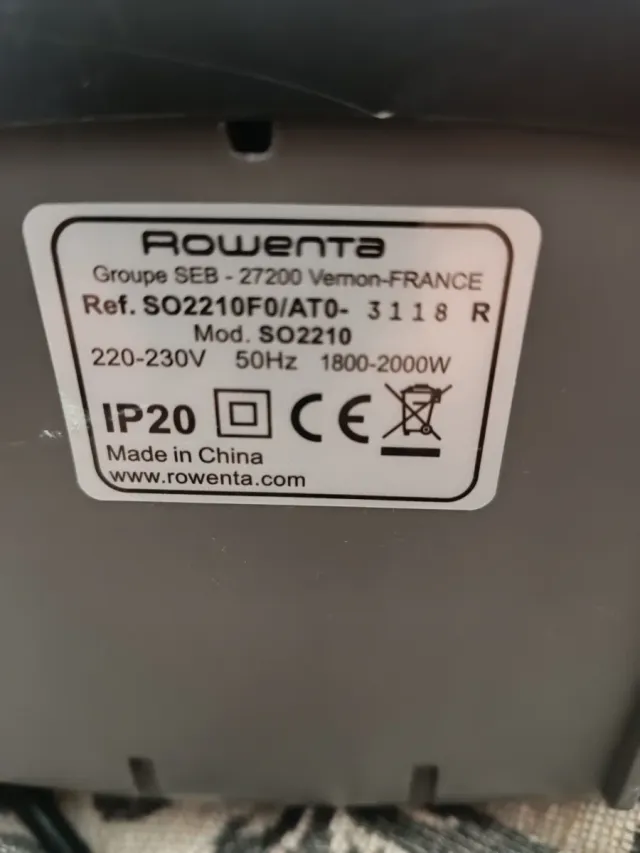 Rowenta
Groupe SEB - 27200 Vernon-FRANCE
Ref. SO2210F0/AT0- 3118 R
Mod. SO2210
220-230V 50Hz 1800-2000W
IP20 CE
Made in China
www.rowenta.com